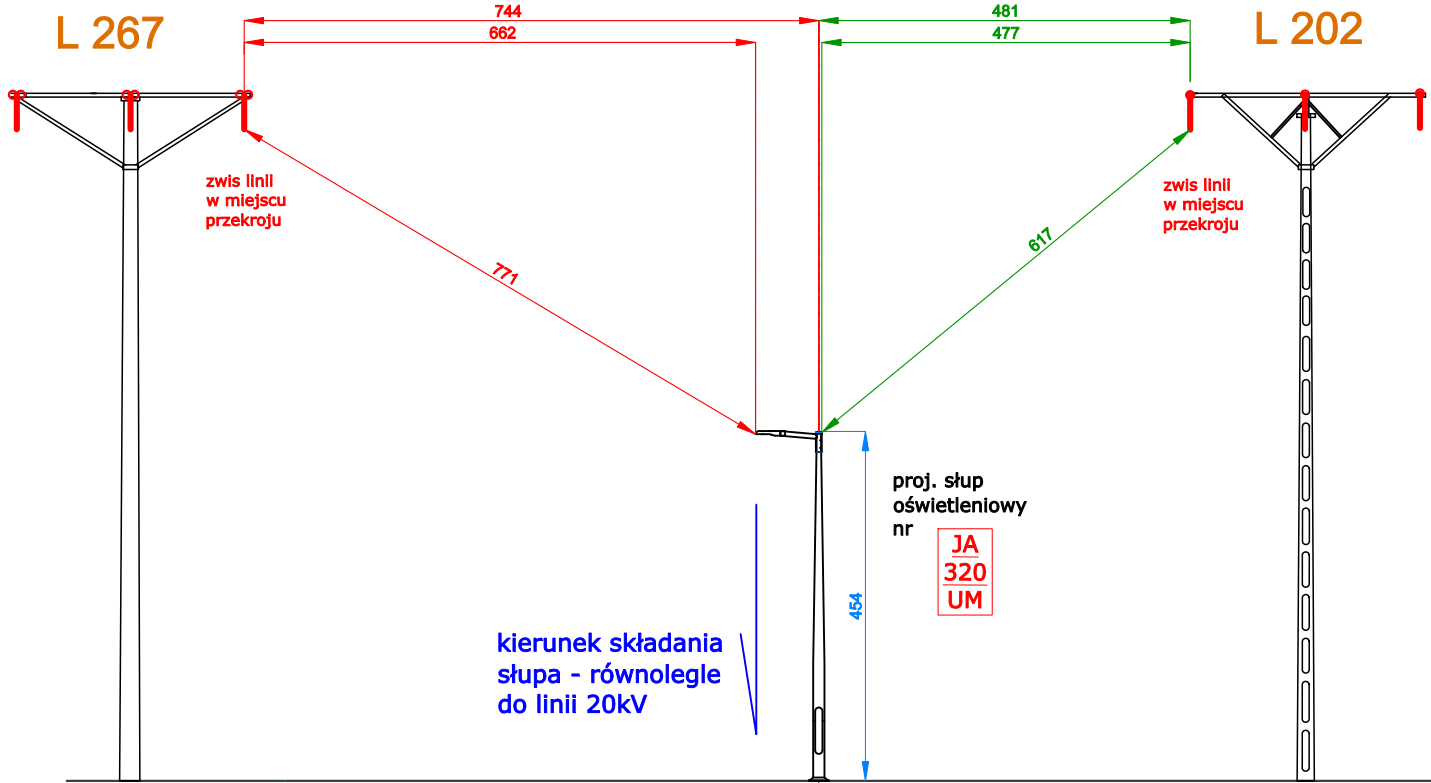 L 267
744
662
481
477
L 202
zwis linii
w miejscu
przekroju
zwis linii
w miejscu
przekroju
771
617
proj. słup
oświetleniowy
nr
JA
320
UM
454
kierunek składania
słupa - równolegle
do linii 20kV